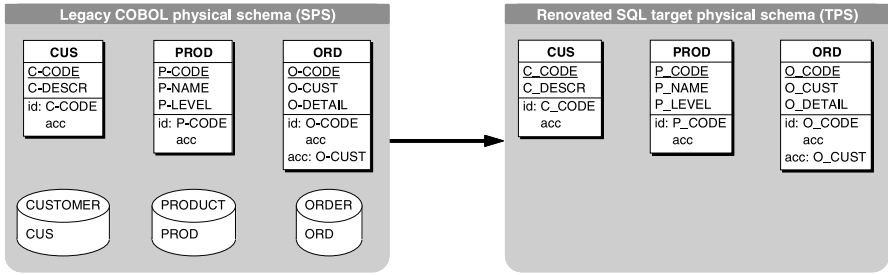 Legacy COBOL physical schema (SPS)
CUS
C-CODE
C-DESCR
id: C-CODE
acc
PROD
P-CODE
P-NAME
P-LEVEL
id: P-CODE
acc
ORD
O-CODE
O-CUST
O-DETAIL
id: O-CODE
acc
acc: O-CUST
CUSTOMER
CUS
PRODUCT
PROD
ORDER
ORD
Renovated SQL target physical schema (TPS)
CUS
C_CODE
C_DESCR
id: C_CODE
acc
PROD
P_CODE
P_NAME
P_LEVEL
id: P_CODE
acc
ORD
O_CODE
O_CUST
O_DETAIL
id: O_CODE
acc
acc: O_CUST